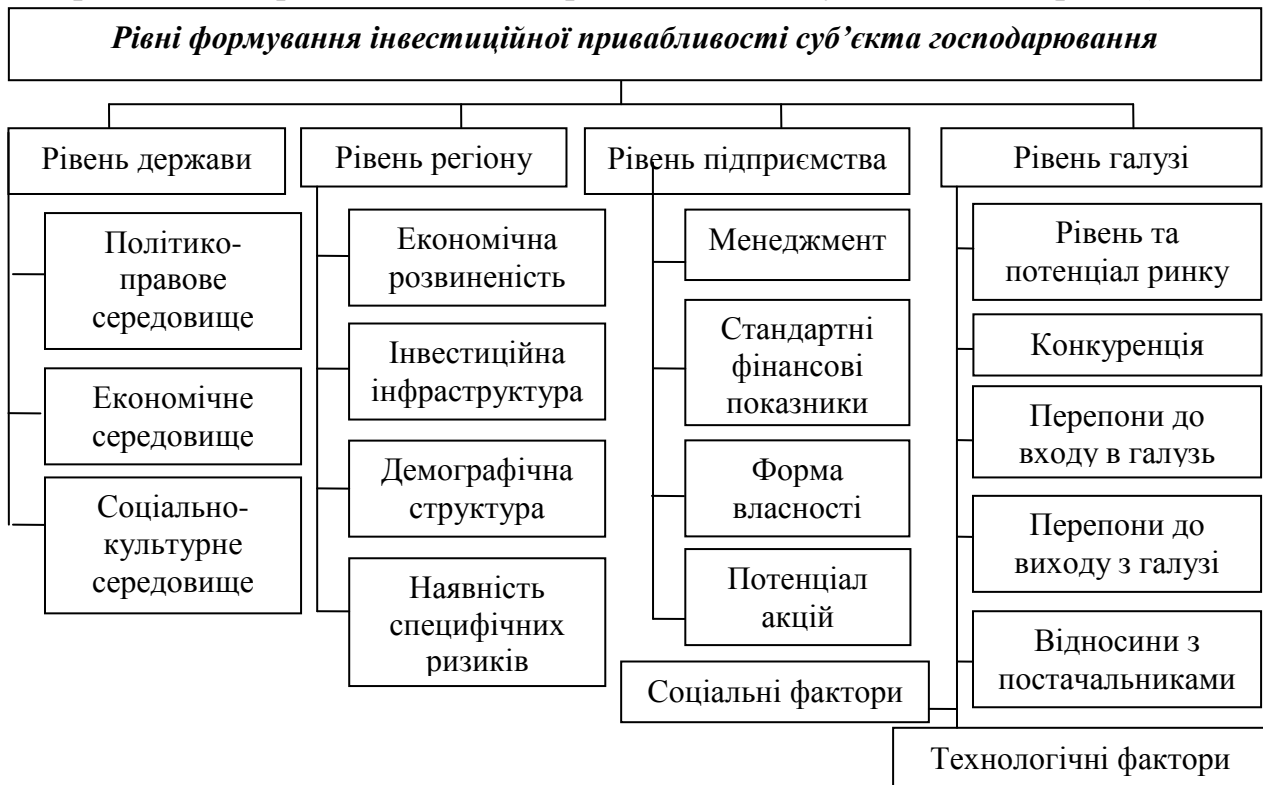 Рівні формування інвестиційної привабливості суб’єкта господарювання
Рівень держави
Політико-
правове
середовище
Економічне
середовище
Соціально-
культурне
середовище
Рівень регіону
Економічна
розвиненість
Інвестиційна
інфраструктура
Демографічна
структура
Наявність
специфічних
ризиків
Рівень підприємства
Менеджмент
Стандартні
фінансові
показники
Форма
власності
Потенціал
акцій
Рівень галузі
Рівень та
потенціал ринку
Конкуренція
Перепони до
входу в галузь
Перепони до
виходу з галузі
Відносини з
постачальниками
Соціальні фактори
Технологічні фактори